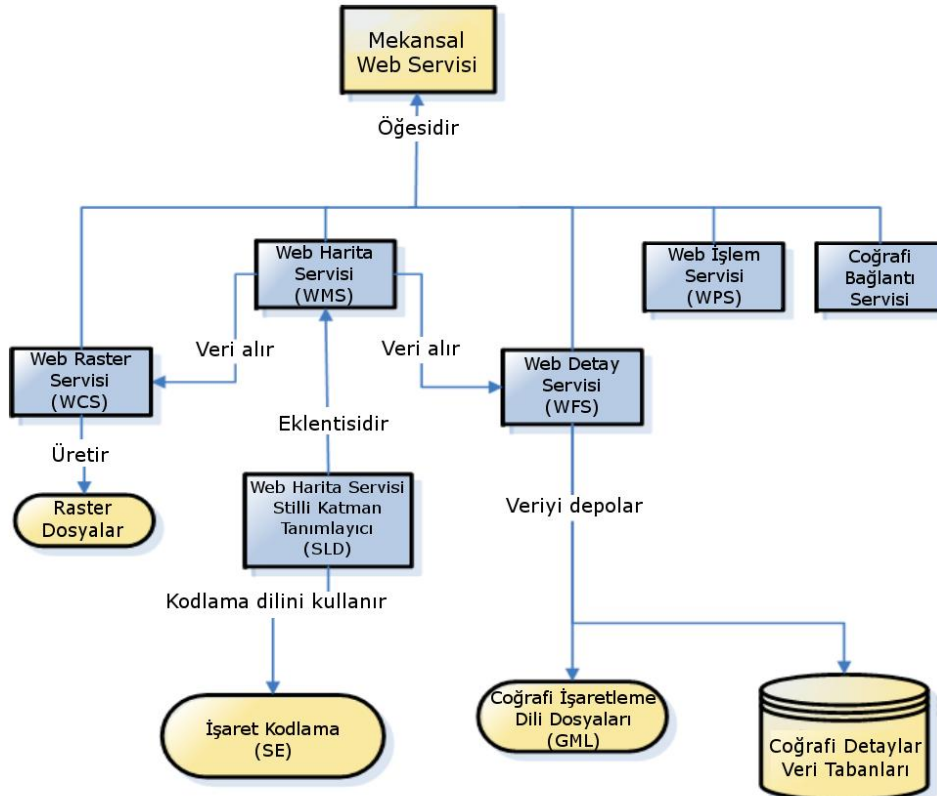 Mekansal
Web Servisi
Öğesidir
Web Harita
Servisi
(WMS)
Web İşlem
Servisi
(WPS)
Coğrafi
Bağlantı
Servisi
Veri alır
Veri alır
Web Raster
Servisi
(WCS)
Web Detay
Servisi
(WFS)
Eklentisidir
Üretir
Raster
Dosyalar
Web Harita Servisi
Stilli Katman
Tanımlayıcı
(SLD)
Veriyi depolar
Kodlama dilini kullanır
İşaret Kodlama
(SE)
Coğrafi İşaretleme
Dili Dosyaları
(GML)
Coğrafi Detaylar
Veri Tabanları